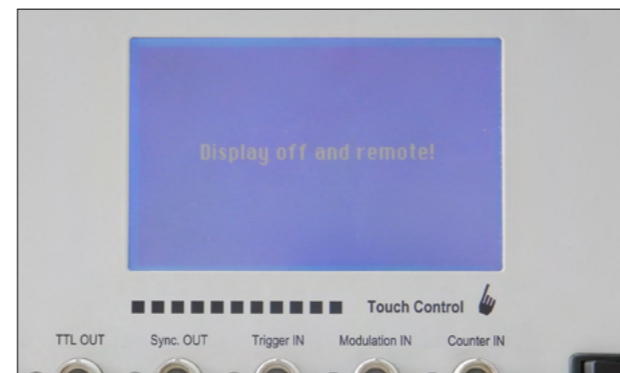 Display off and remote!
Touch Control
TTL OUT Sync. OUT Trigger IN Modulation IN Counter IN